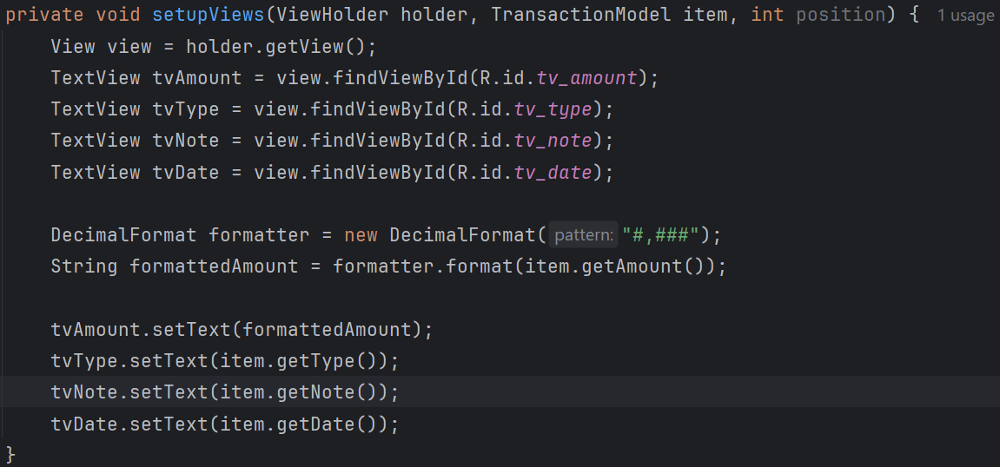 private void setupViews(ViewHolder holder, TransactionModel item, int position) { 1 usage
    View view = holder.getView();
    TextView tvAmount = view.findViewById(R.id.tv_amount);
    TextView tvType = view.findViewById(R.id.tv_type);
    TextView tvNote = view.findViewById(R.id.tv_note);
    TextView tvDate = view.findViewById(R.id.tv_date);

    DecimalFormat formatter = new DecimalFormat( pattern: "#,###");
    String formattedAmount = formatter.format(item.getAmount());

    tvAmount.setText(formattedAmount);
    tvType.setText(item.getType());
    tvNote.setText(item.getNote());
    tvDate.setText(item.getDate());
}